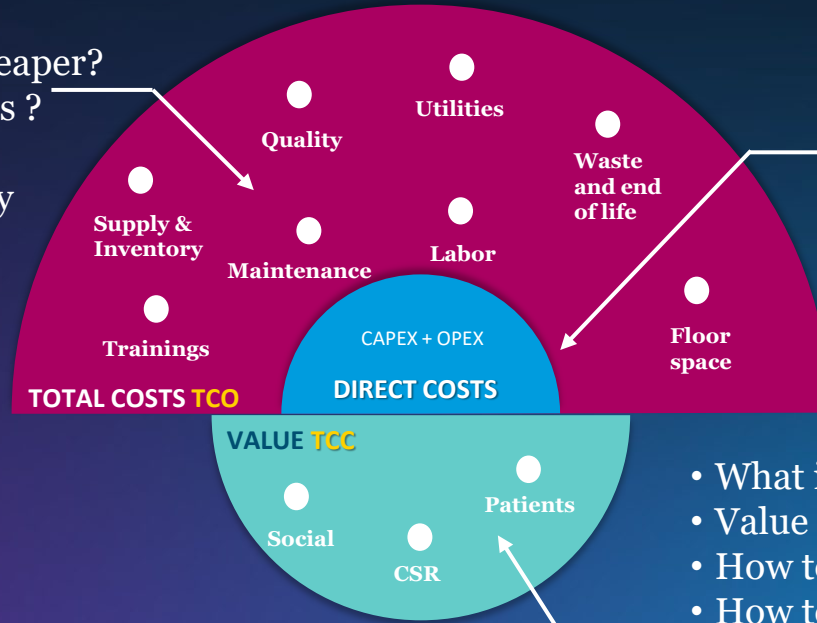 eaper?
s ?
y
Quality
Utilities
Waste
and end
of life
Supply &
Inventory
Maintenance
Labor
Trainings
Floor
space
CAPEX + OPEX
DIRECT COSTS
TOTAL COSTS TCO
VALUE TCC
Patients
Social
CSR
• What i
• Value
• How to
• How to